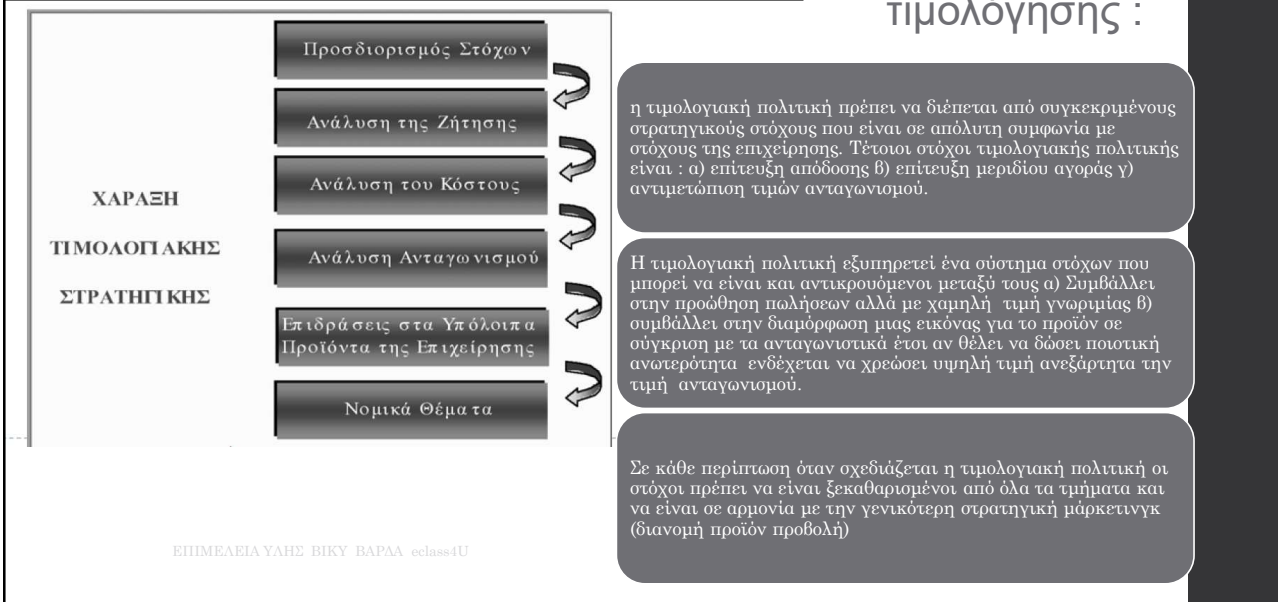 τιμολόγησης :
ΧΑΡΑΞΗ
ΤΙΜΟΛΟΓΙΑΚΗΣ
ΣΤΡΑΤΗΓΙΚΗΣ
Προσδιορισμός Στόχων
Ανάλυση της Ζήτησης
Ανάλυση του Κόστους
Ανάλυση Ανταγωνισμού
Επιδράσεις στα Υπόλοιπα
Προϊόντα της Επιχείρησης
Νομικά Θέματα
η τιμολογιακή πολιτική πρέπει να διέπεται από συγκεκριμένους
στρατηγικούς στόχους που είναι σε απόλυτη συμφωνία με
στόχους της επιχείρησης. Τέτοιοι στόχοι τιμολογιακής πολιτικής
είναι : α) επίτευξη απόδοσης β) επίτευξη μεριδίου αγοράς γ)
αντιμετώπιση τιμών ανταγωνισμού.
Η τιμολογιακή πολιτική εξυπηρετεί ένα σύστημα στόχων που
μπορεί να είναι και αντικρουόμενοι μεταξύ τους α) Συμβάλλει
στην προώθηση πωλήσεων αλλά με χαμηλή τιμή γνωριμίας β)
συμβάλλει στην διαμόρφωση μιας εικόνας για το προϊόν σε
σύγκριση με τα ανταγωνιστικά έτσι αν θέλει να δώσει ποιοτική
ανωτερότητα ενδέχεται να χρεώσει υψηλή τιμή ανεξάρτητα την
τιμή ανταγωνισμού.
Σε κάθε περίπτωση όταν σχεδιάζεται η τιμολογιακή πολιτική οι
στόχοι πρέπει να είναι ξεκαθαρισμένοι από όλα τα τμήματα και
να είναι σε αρμονία με την γενικότερη στρατηγική μάρκετινγκ
(διανομή προϊόν προβολή)
ΕΠΙΜΕΛΕΙΑ ΥΛΗΣ ΒΙΚΥ ΒΑΡΔΑ eclass4U